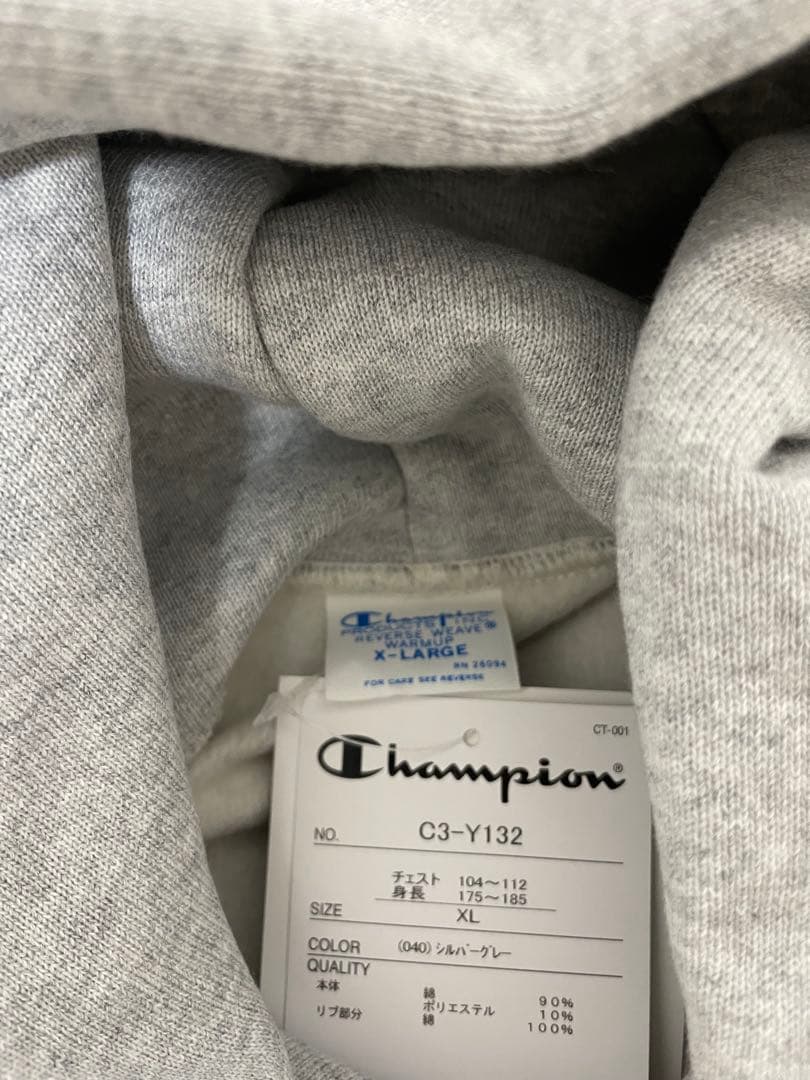 Champion
PRODUCTS INC
REVERSE WEAVE®
WARMUP
X-LARGE
RN 26094
FOR CARE SEE REVERSE
CT-001
Champion®
NO. C3-Y132
チェスト 104～112
身長 175～185
SIZE XL
COLOR (040)シルバーグレー
QUALITY
本体 綿 90%
ポリエステル 10%
リブ部分 綿 100%